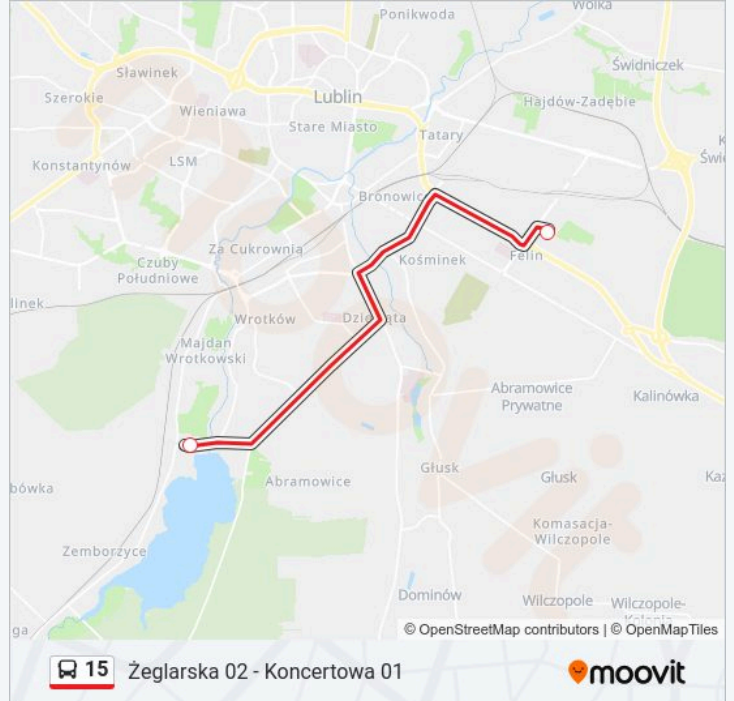 Ponikwoda
Wólka
Sławinek
Świdniczek
Szerokie
Lublin
Hajdów-Zadębie
Wieniawa
Stare Miasto
Tatary
Konstantynów
LSM
Bronowice
Za Cukrownią
Felin
Kośminek
Czuby
Południowe
Wrotków
Dziesiąta
Majdan
Wrotkowski
Abramowice
Prywatne
Kalinówka
Głusk
Głusk
Abramowice
Komasacja-
Wilczopole
Zemborzyce
Dominów
Wilczopole
Wilczopole-
© OpenStreetMap contributors | © OpenMapTiles
15 Żeglarska 02 - Koncertowa 01
moovit